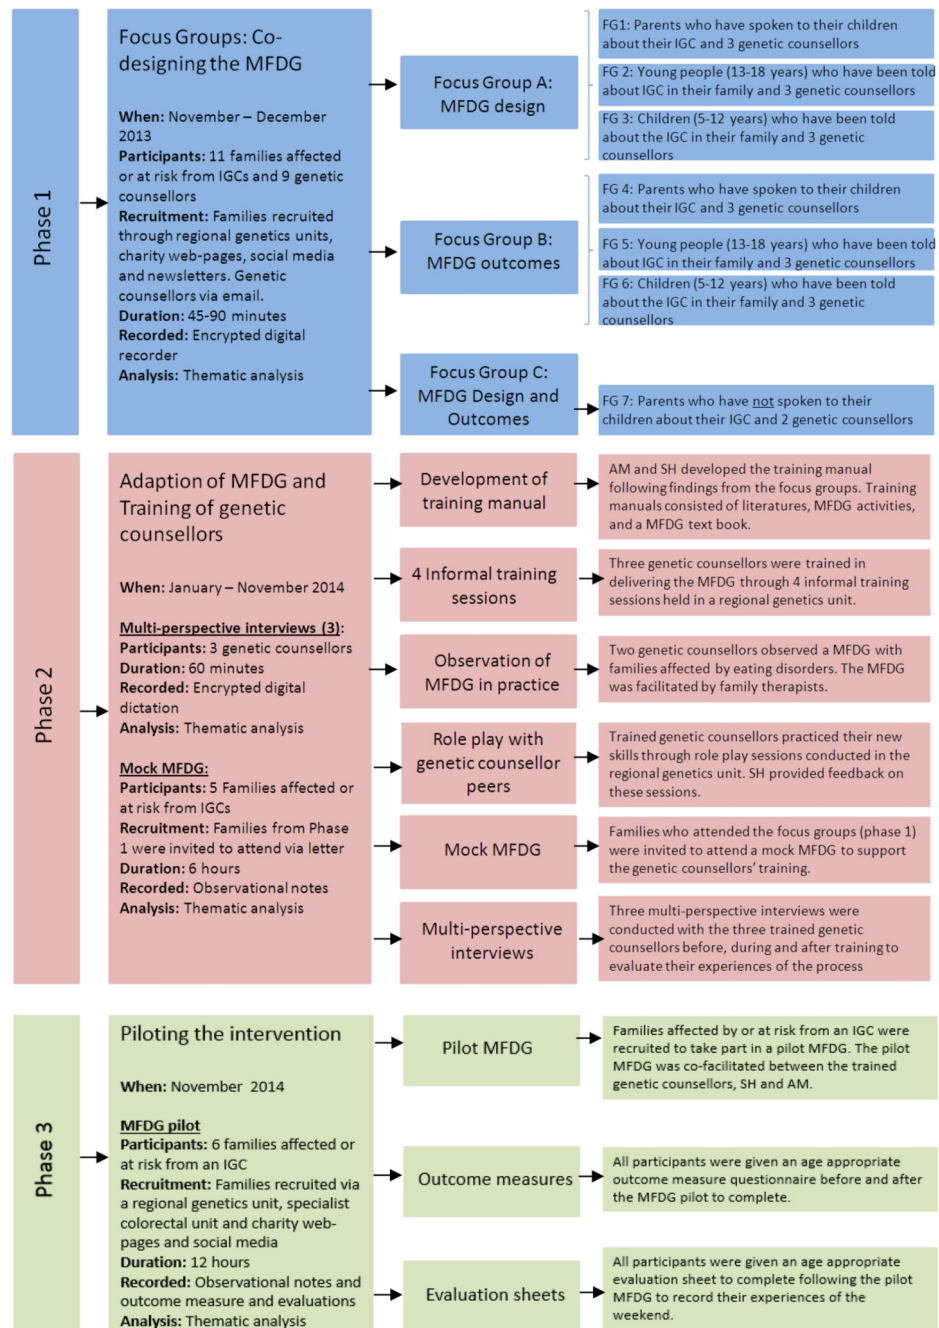 Phase 1
Focus Groups: Co-
designing the MFDG
When: November – December
2013
Participants: 11 families affected
or at risk from IGCs and 9 genetic
counsellors
Recruitment: Families recruited
through regional genetics units,
charity web-pages, social media
and newsletters. Genetic
counsellors via email.
Duration: 45-90 minutes
Recorded: Encrypted digital
recorder
Analysis: Thematic analysis
Focus Group A:
MFDG design
FG1: Parents who have spoken to their children
about their IGC and 3 genetic counsellors
FG 2: Young people (13-18 years) who have been told
about IGC in their family and 3 genetic counsellors
FG 3: Children (5-12 years) who have been told
about the IGC in their family and 3 genetic
counsellors
Focus Group B:
MFDG outcomes
FG 4: Parents who have spoken to their children
about their IGC and 3 genetic counsellors
FG 5: Young people (13-18 years) who have been told
about IGC in their family and 3 genetic counsellors
FG 6: Children (5-12 years) who have been told
about the IGC in their family and 3 genetic
counsellors
Focus Group C:
MFDG Design and
Outcomes
FG 7: Parents who have not spoken to their
children about their IGC and 2 genetic counsellors
Phase 2
Adaption of MFDG and
Training of genetic
counsellors
When: January – November 2014
Multi-perspective interviews (3):
Participants: 3 genetic counsellors
Duration: 60 minutes
Recorded: Encrypted digital
dictation
Analysis: Thematic analysis
Mock MFDG:
Participants: 5 Families affected or
at risk from IGCs
Recruitment: Families from Phase
1 were invited to attend via letter
Duration: 6 hours
Recorded: Observational notes
Analysis: Thematic analysis
Development of
training manual
AM and SH developed the training manual
following findings from the focus groups. Training
manuals consisted of literatures, MFDG activities,
and a MFDG text book.
4 Informal training
sessions
Three genetic counsellors were trained in
delivering the MFDG through 4 informal training
sessions held in a regional genetics unit.
Observation of
MFDG in practice
Two genetic counsellors observed a MFDG with
families affected by eating disorders. The MFDG
was facilitated by family therapists.
Role play with
genetic counsellor
peers
Trained genetic counsellors practiced their new
skills through role play sessions conducted in the
regional genetics unit. SH provided feedback on
these sessions.
Mock MFDG
Families who attended the focus groups (phase 1)
were invited to attend a mock MFDG to support
the genetic counsellors' training.
Multi-perspective
interviews
Three multi-perspective interviews were
conducted with the three trained genetic
counsellors before, during and after training to
evaluate their experiences of the process
Phase 3
Piloting the intervention
When: November 2014
MFDG pilot
Participants: 6 families affected or
at risk from an IGC
Recruitment: Families recruited via
a regional genetics unit, specialist
colorectal unit and charity web-
pages and social media
Duration: 12 hours
Recorded: Observational notes and
outcome measure and evaluations
Analysis: Thematic analysis
Pilot MFDG
Families affected by or at risk from an IGC were
recruited to take part in a pilot MFDG. The pilot
MFDG was co-facilitated between the trained
genetic counsellors, SH and AM.
Outcome measures
All participants were given an age appropriate
outcome measure questionnaire before and after
the MFDG pilot to complete.
Evaluation sheets
All participants were given an age appropriate
evaluation sheet to complete following the pilot
MFDG to record their experiences of the
weekend.